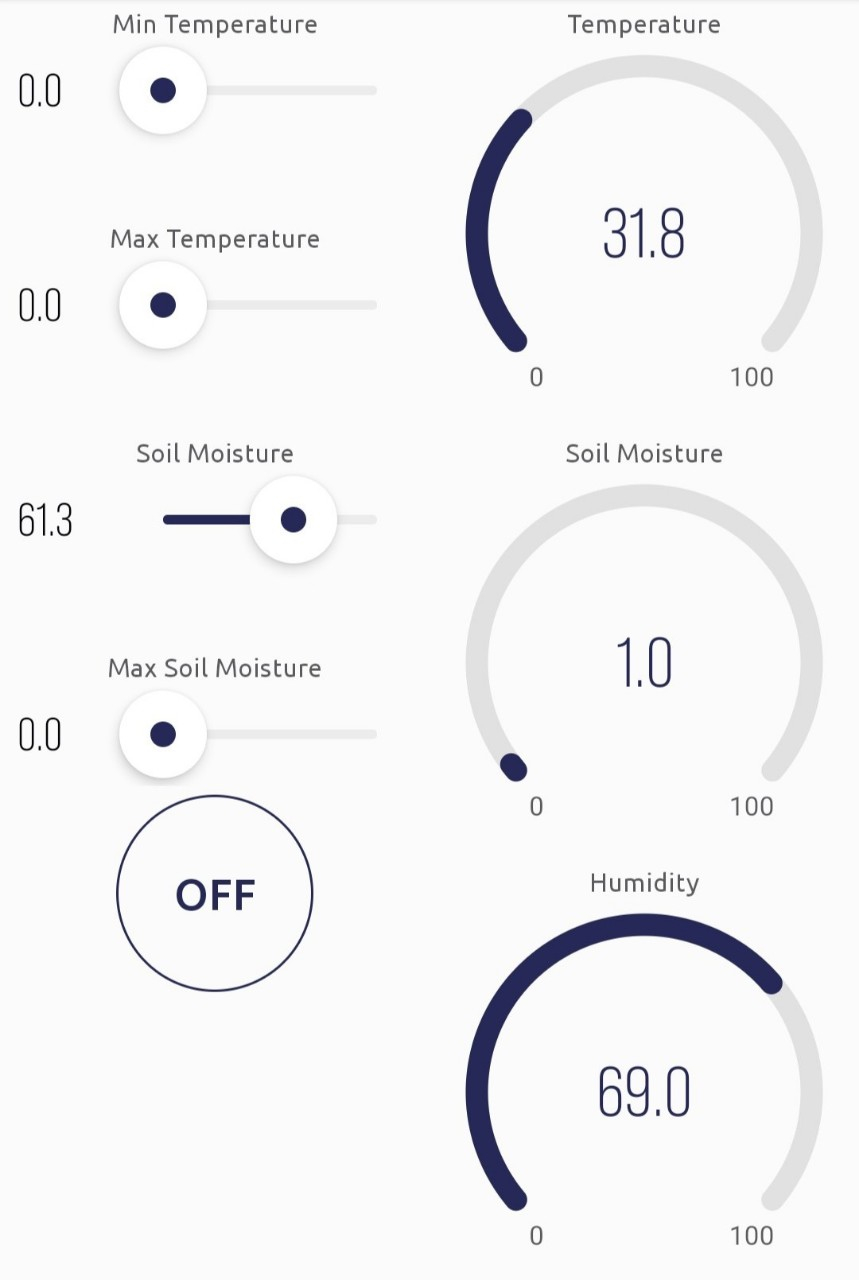 Min Temperature
0.0
Max Temperature
0.0
Soil Moisture
61.3
Max Soil Moisture
0.0
OFF
Temperature
31.8
0 100
Soil Moisture
1.0
0 100
Humidity
69.0
0 100